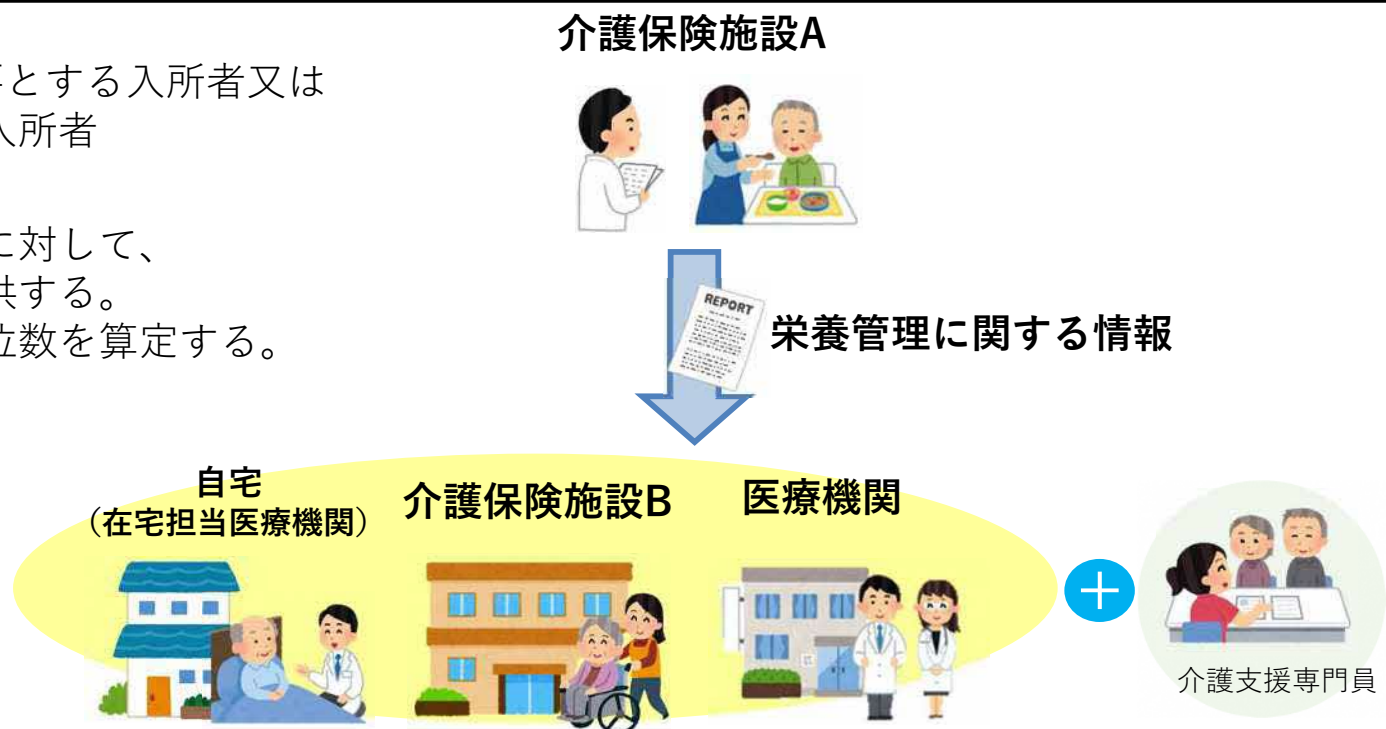 介護保険施設A
要とする入所者又は
入所者
に対して、
供する。
位数を算定する。
REPORT
栄養管理に関する情報
自宅
（在宅担当医療機関）
介護保険施設B
医療機関
＋
介護支援専門員